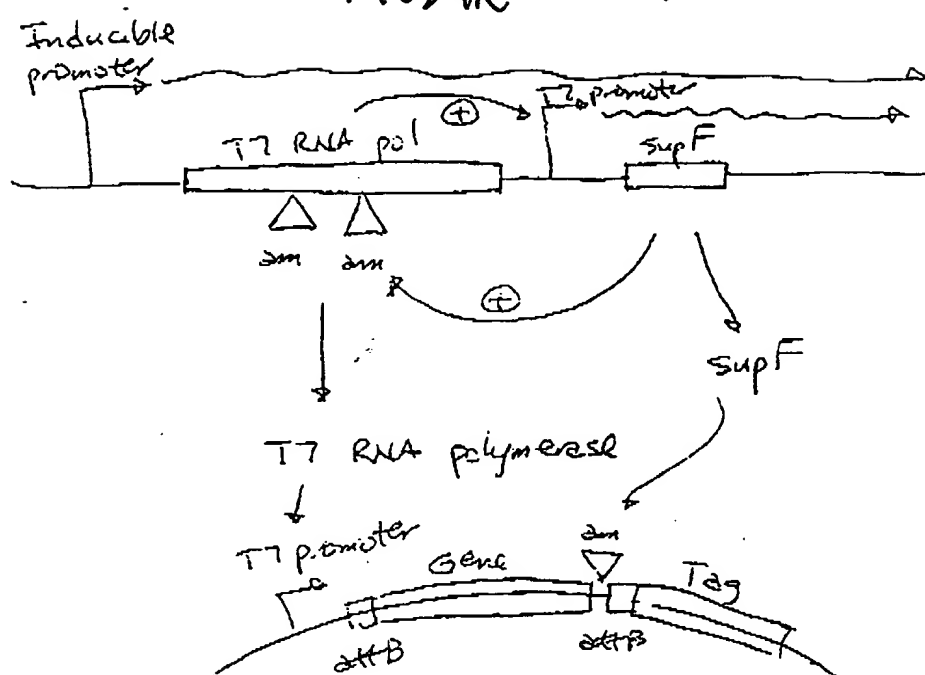 Inducible
promoter
T7 promoter
+
T7 RNA pol
supF
am am
+
supF
T7 RNA polymerase
T7 promoter
am
Gene
Tag
attB
attB